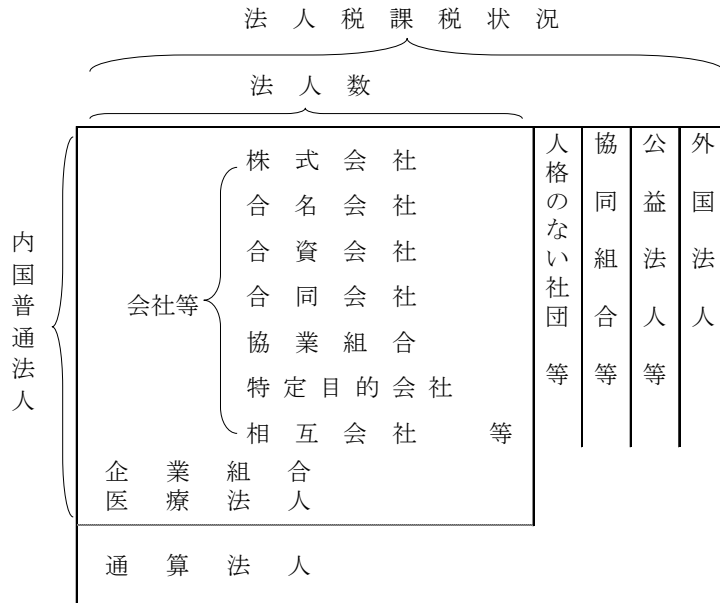 法人税課税状況
法人数
内国普通法人
会社等
株式会社
合名会社
合資会社
合同会社
協業組合
特定目的会社
相互会社 等
企業組合
医療法人
通算法人
人格のない社団等
協同組合等
公益法人等
外国法人